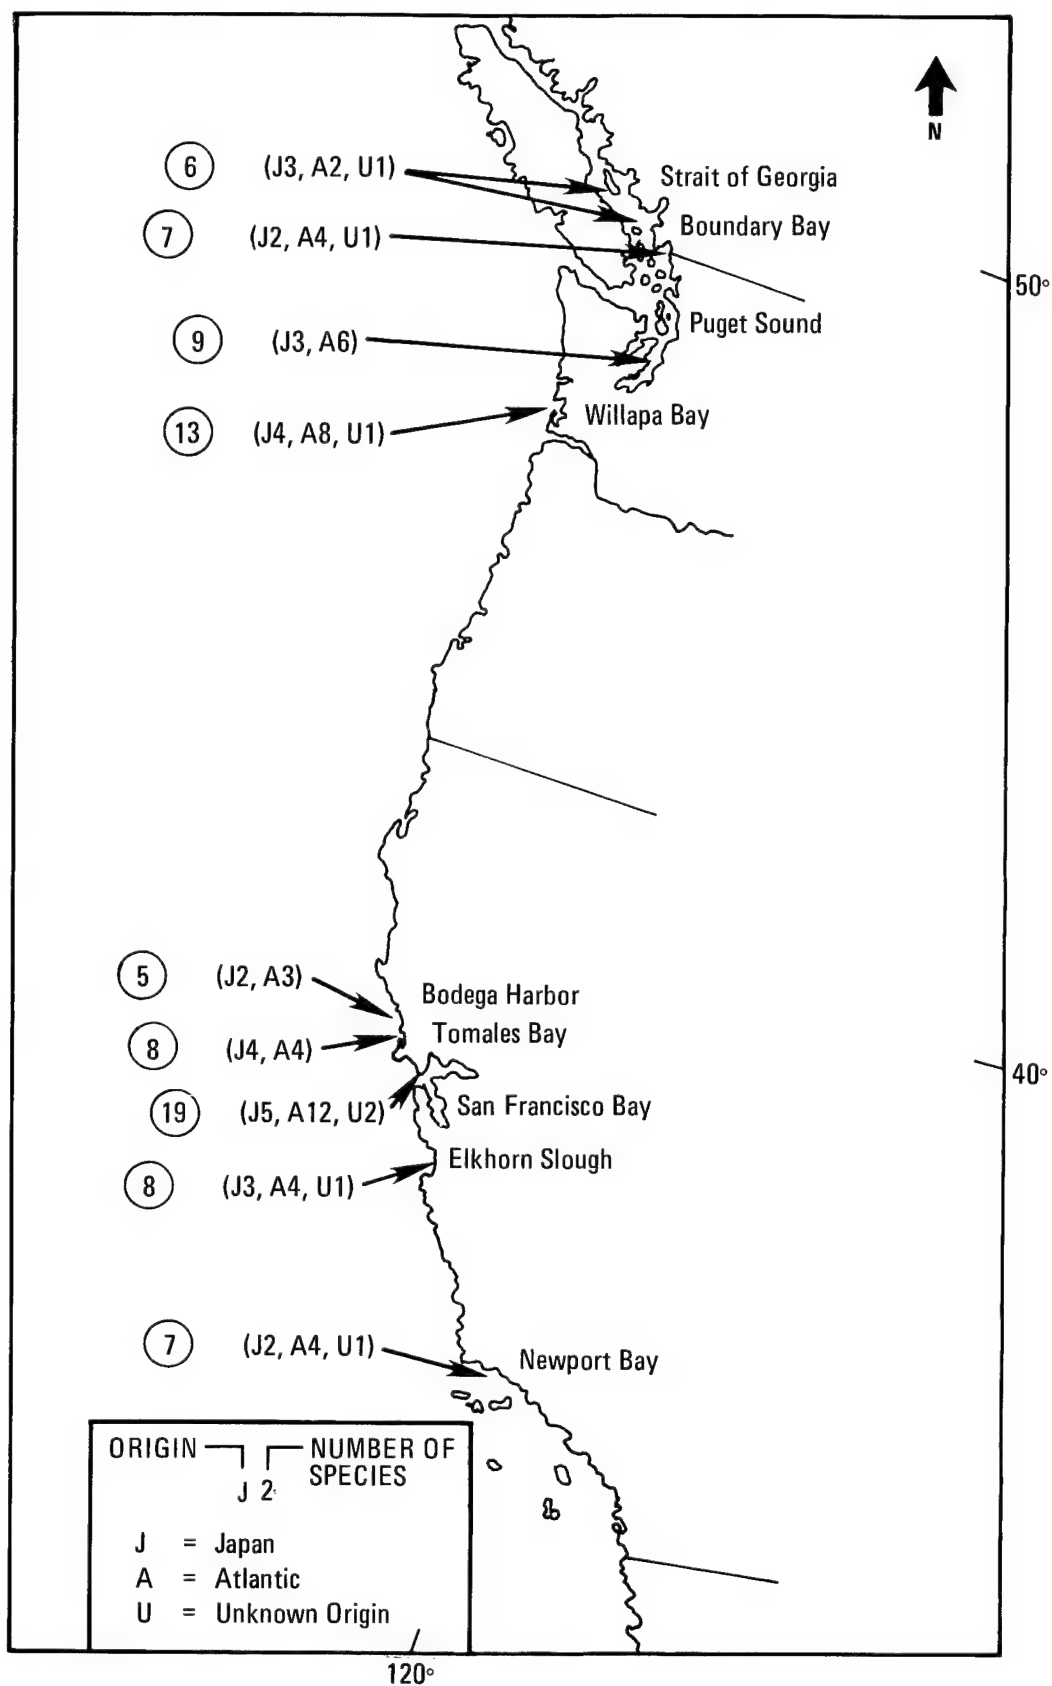 N
6 (J3, A2, U1) Strait of Georgia
7 (J2, A4, U1) Boundary Bay
50°
9 (J3, A6) Puget Sound
13 (J4, A8, U1) Willapa Bay
5 (J2, A3) Bodega Harbor
8 (J4, A4) Tomales Bay
40°
19 (J5, A12, U2) San Francisco Bay
8 (J3, A4, U1) Elkhorn Slough
7 (J2, A4, U1) Newport Bay
ORIGIN NUMBER OF
SPECIES
J 2
J = Japan
A = Atlantic
U = Unknown Origin
120°